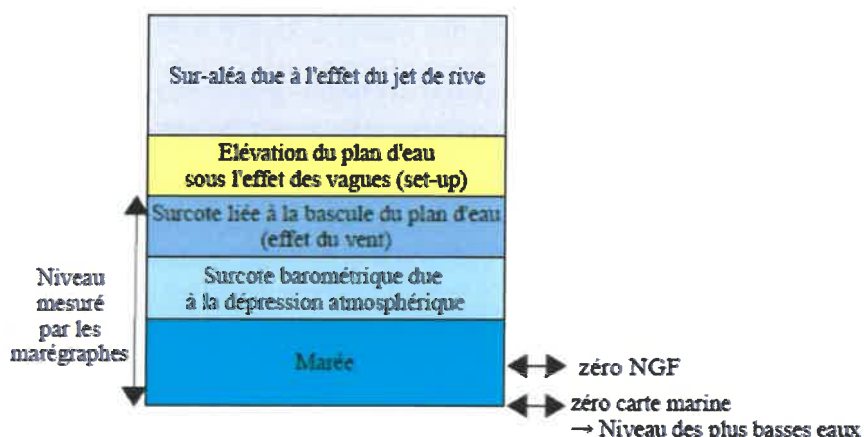 Sur-aléa due à l'effet du jet de rive
Elévation du plan d'eau
sous l'effet des vagues (set-up)
Surcote liée à la bascule du plan d'eau
(effet du vent)
Surcote barométrique due
à la dépression atmosphérique
Niveau
mesuré
par les
marégraphes
Marée
zéro NGF
zéro carte marine
→ Niveau des plus basses eaux